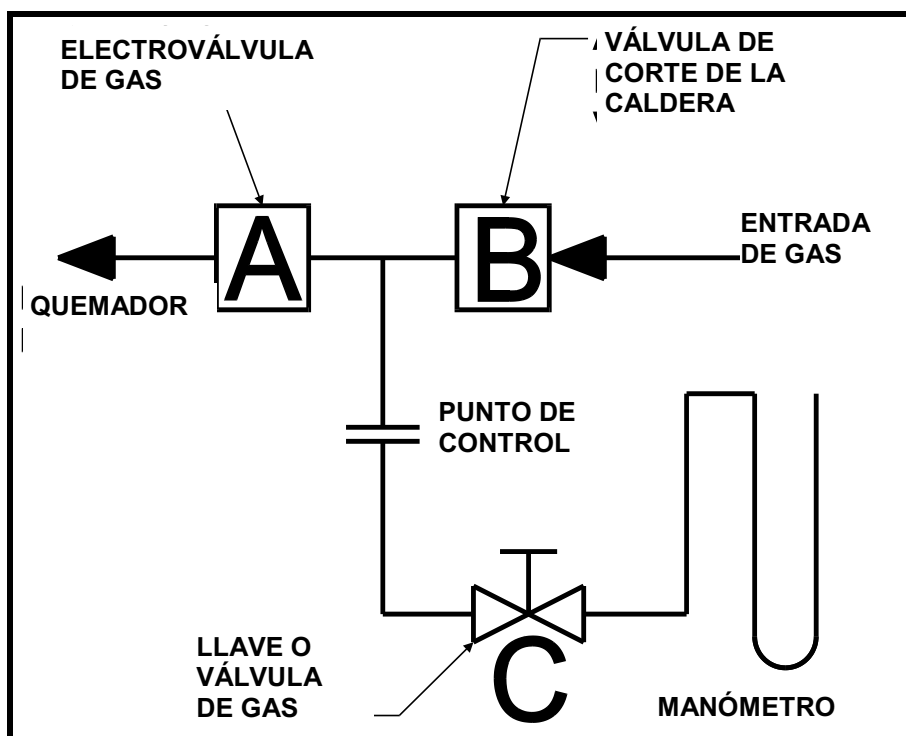 ELECTROVÁLVULA
DE GAS
VÁLVULA DE
CORTE DE LA
CALDERA
A
B
ENTRADA
DE GAS
QUEMADOR
PUNTO DE
CONTROL
LLAVE O
VÁLVULA
DE GAS
C
MANÓMETRO